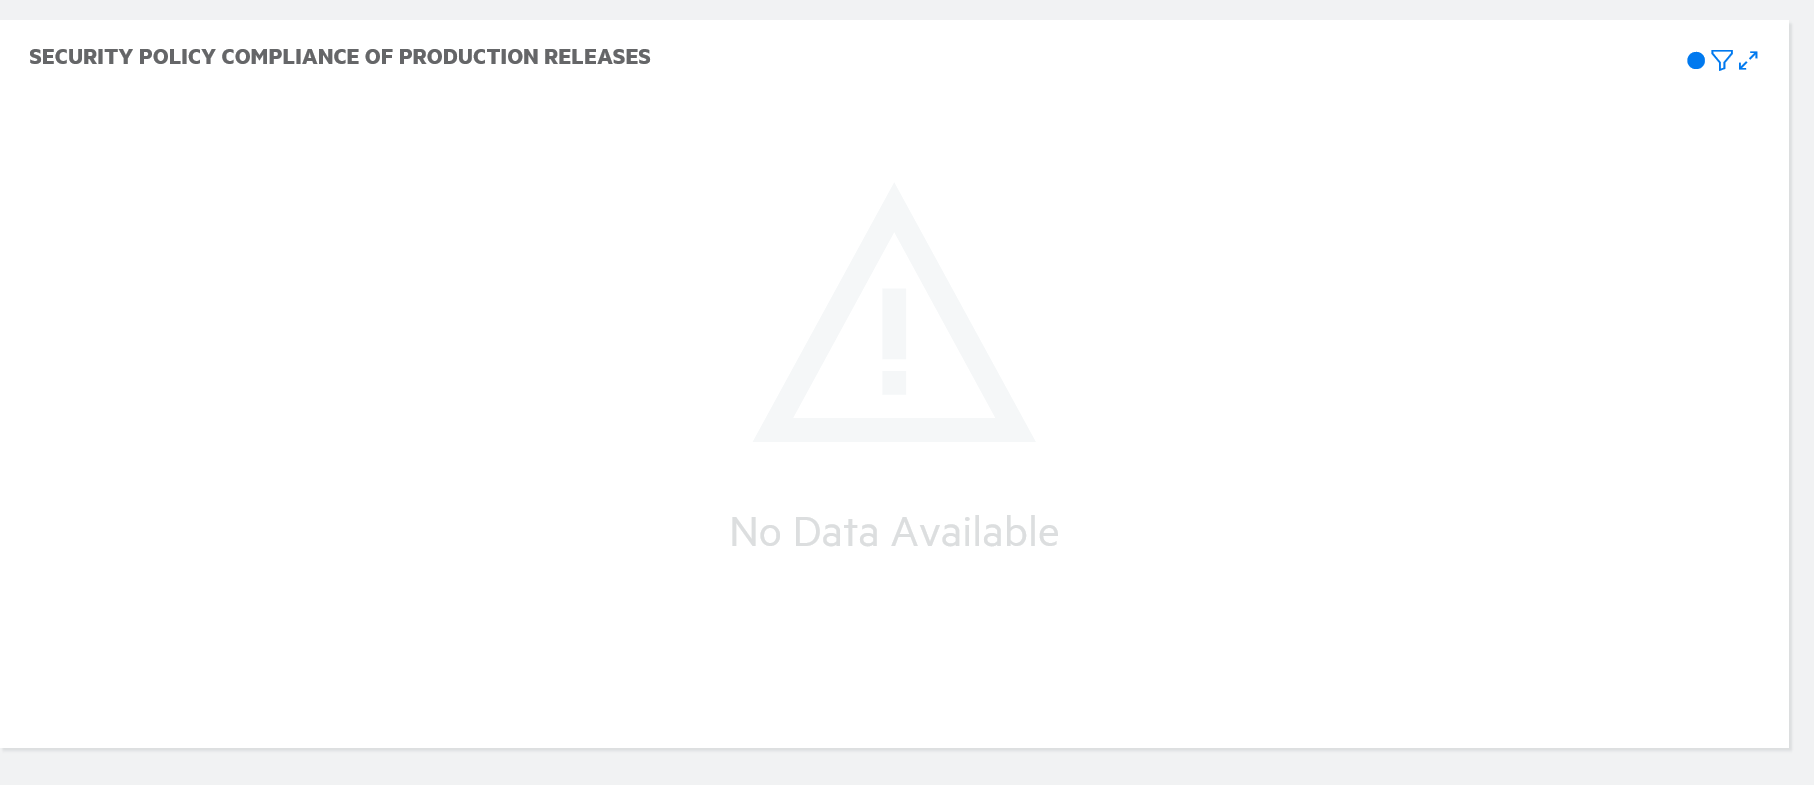 SECURITY POLICY COMPLIANCE OF PRODUCTION RELEASES
No Data Available